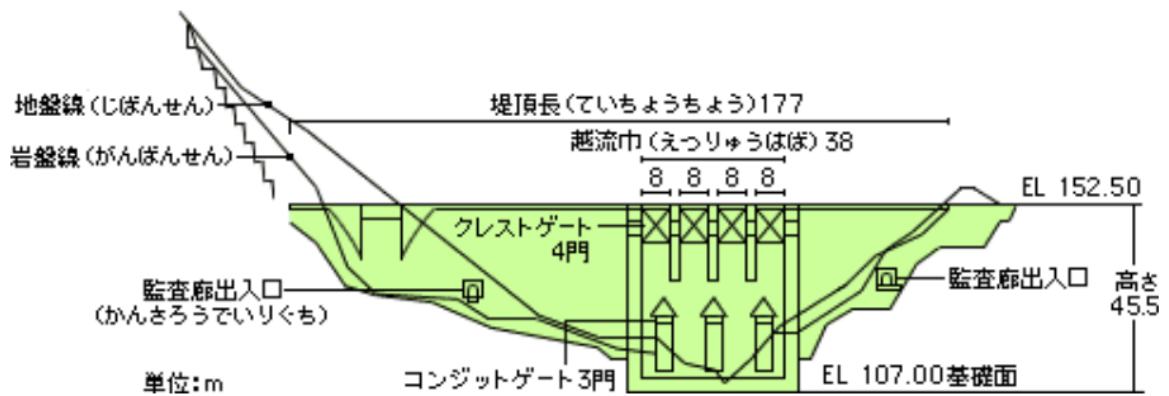 地盤線(じばんせん)
堤頂長(ていちょうちょう)177
岩盤線(がんばんせん)
越流巾(えつりゅうはば)38
8 8 8 8
EL 152.50
クレストゲート
4門
監査廊出入口
(かんさろうでいりぐち)
監査廊出入口
高さ
45.5
単位:m
コンジットゲート3門
EL 107.00基礎面